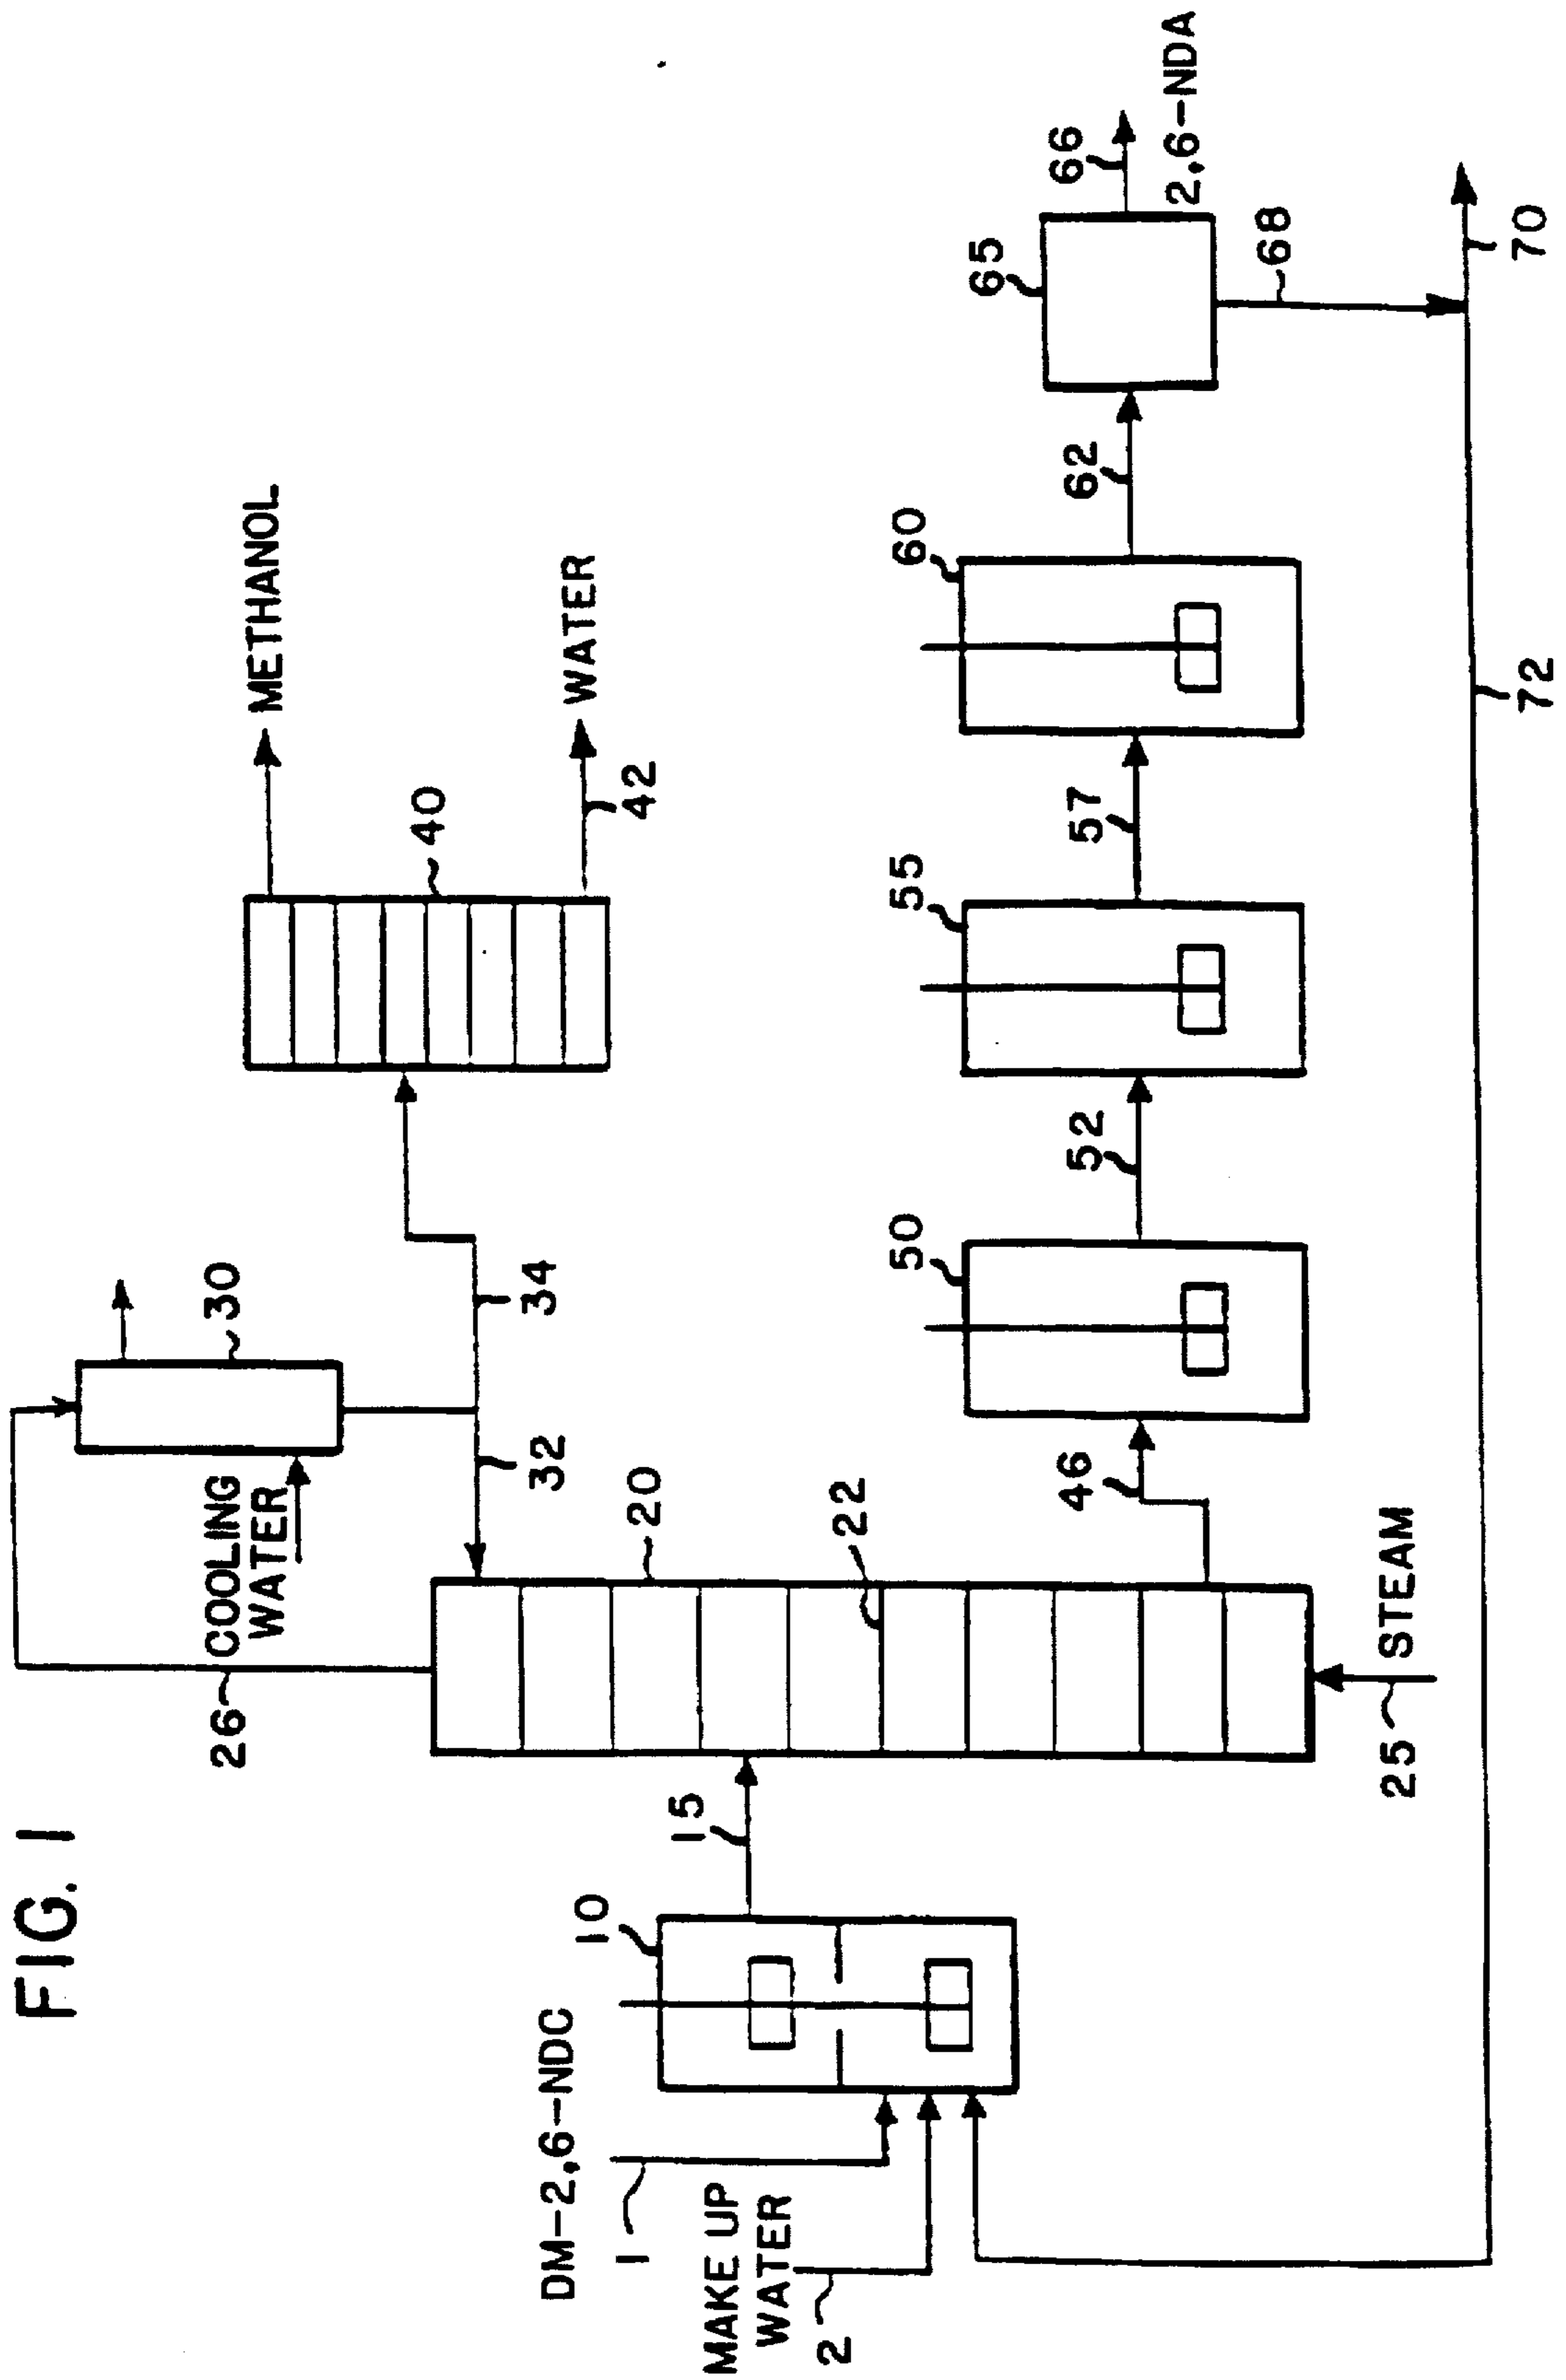 FIG. 1
26
COOLING
WATER
30
32
34
METHANOL
40
WATER
42
DM-2,6-NDC
1
MAKE UP
WATER
2
10
15
20
22
25
STEAM
46
50
52
55
57
60
62
65
66
2,6-NDA
68
70
72